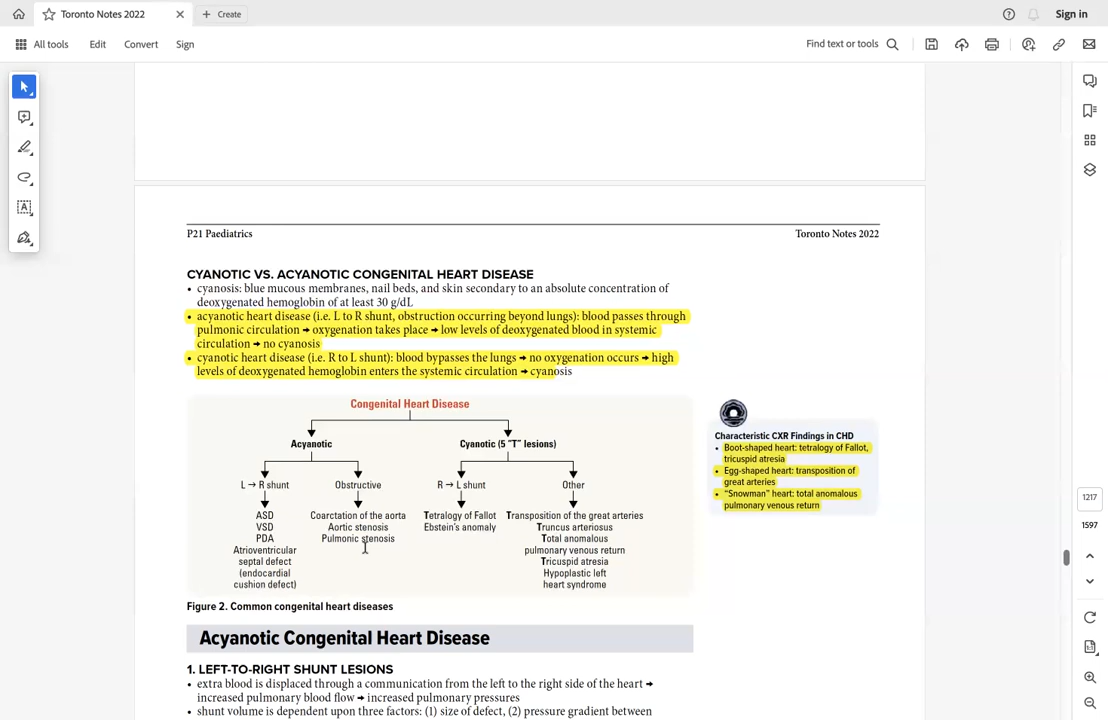 Toronto Notes 2022
Create
Sign in
All tools
Edit
Convert
Sign
Find text or tools
P21 Paediatrics
Toronto Notes 2022
CYANOTIC VS. ACYANOTIC CONGENITAL HEART DISEASE
• cyanosis: blue mucous membranes, nail beds, and skin secondary to an absolute concentration of
deoxygenated hemoglobin of at least 30 g/dL
• acyanotic heart disease (i.e. L to R shunt, obstruction occurring beyond lungs): blood passes through
pulmonic circulation → oxygenation takes place → low levels of deoxygenated blood in systemic
circulation → no cyanosis
• cyanotic heart disease (i.e. R to L shunt): blood bypasses the lungs → no oxygenation occurs → high
levels of deoxygenated hemoglobin enters the systemic circulation → cyanosis
Congenital Heart Disease
Acyanotic
Cyanotic (5 "T" lesions)
L → R shunt
Obstructive
R → L shunt
Other
ASD
VSD
PDA
Atrioventricular
septal defect
(endocardial
cushion defect)
Coarctation of the aorta
Aortic stenosis
Pulmonic stenosis
Tetralogy of Fallot
Ebstein's anomaly
Transposition of the great arteries
Truncus arteriosus
Total anomalous
pulmonary venous return
Tricuspid atresia
Hypoplastic left
heart syndrome
Figure 2. Common congenital heart diseases
Characteristic CXR Findings in CHD
• Boot-shaped heart: tetralogy of Fallot,
tricuspid atresia
• Egg-shaped heart: transposition of
great arteries
• "Snowman" heart: total anomalous
pulmonary venous return
Acyanotic Congenital Heart Disease
1. LEFT-TO-RIGHT SHUNT LESIONS
• extra blood is displaced through a communication from the left to the right side of the heart →
increased pulmonary blood flow → increased pulmonary pressures
• shunt volume is dependent upon three factors: (1) size of defect, (2) pressure gradient between
1217
1597